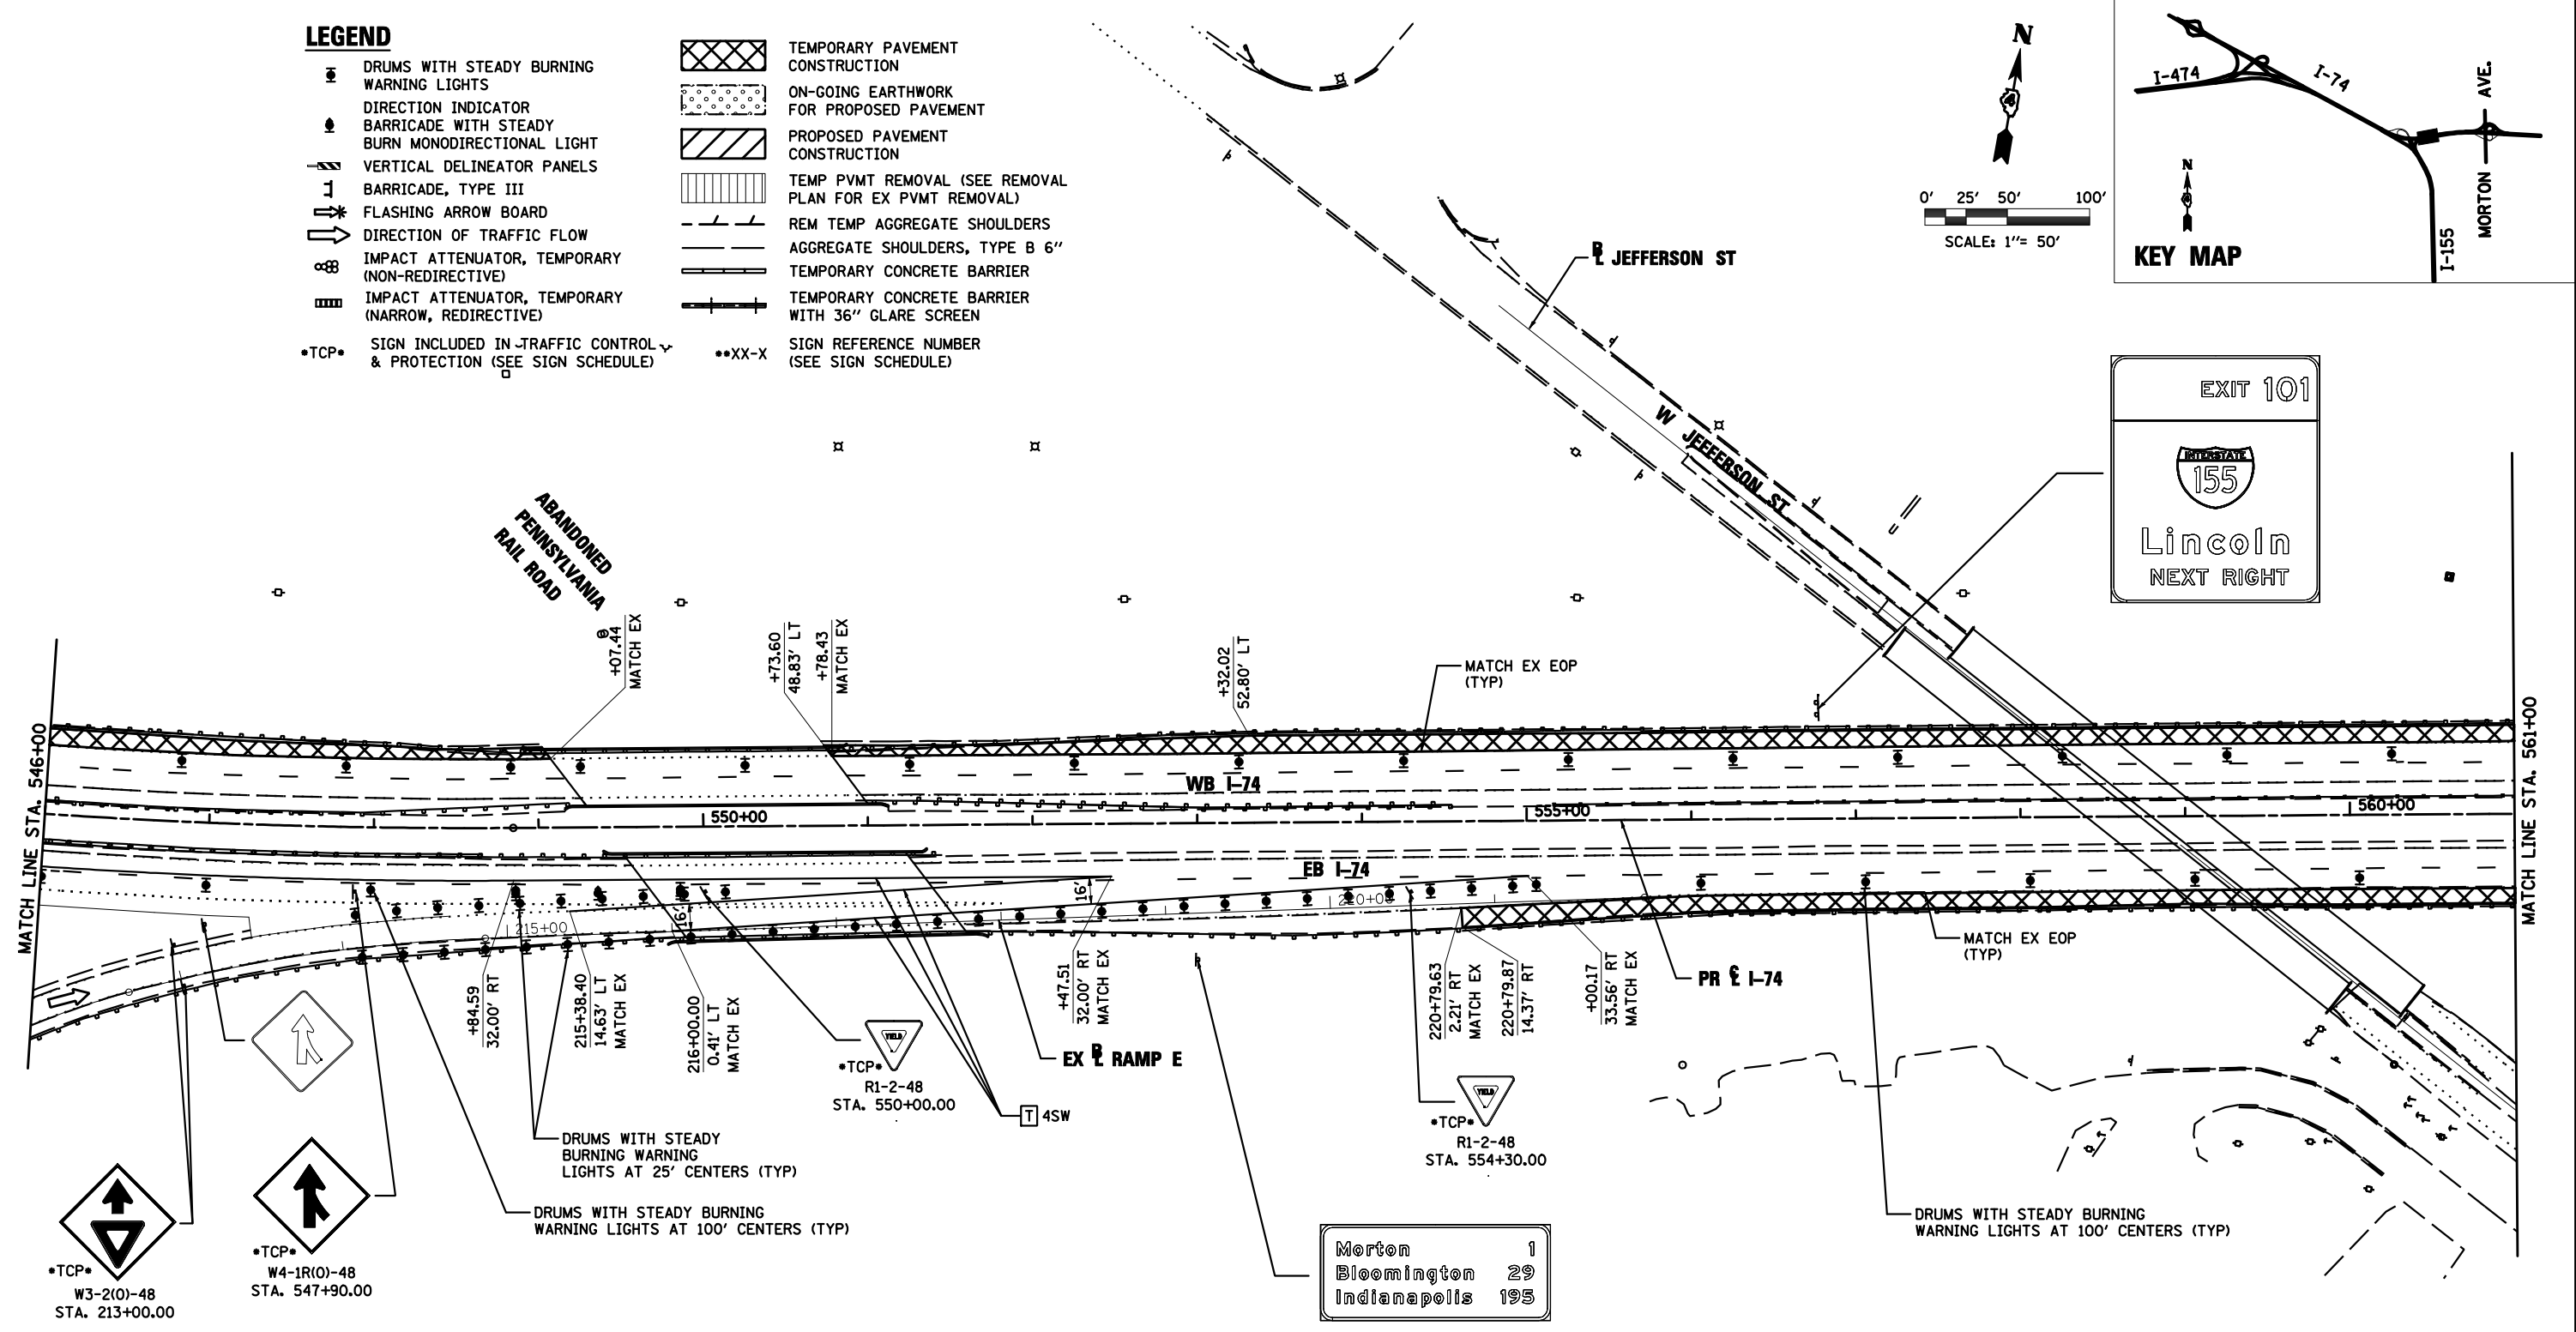 LEGEND
DRUMS WITH STEADY BURNING
WARNING LIGHTS
DIRECTION INDICATOR
BARRICADE WITH STEADY
BURN MONODIRECTIONAL LIGHT
VERTICAL DELINEATOR PANELS
BARRICADE, TYPE III
FLASHING ARROW BOARD
DIRECTION OF TRAFFIC FLOW
IMPACT ATTENUATOR, TEMPORARY
(NON-REDIRECTIVE)
IMPACT ATTENUATOR, TEMPORARY
(NARROW, REDIRECTIVE)
*TCP*
SIGN INCLUDED IN TRAFFIC CONTROL
& PROTECTION (SEE SIGN SCHEDULE)
TEMPORARY PAVEMENT
CONSTRUCTION
ON-GOING EARTHWORK
FOR PROPOSED PAVEMENT
PROPOSED PAVEMENT
CONSTRUCTION
TEMP PVMT REMOVAL (SEE REMOVAL
PLAN FOR EX PVMT REMOVAL)
REM TEMP AGGREGATE SHOULDERS
AGGREGATE SHOULDERS, TYPE B 6"
TEMPORARY CONCRETE BARRIER
TEMPORARY CONCRETE BARRIER
WITH 36" GLARE SCREEN
**XX-X
SIGN REFERENCE NUMBER
(SEE SIGN SCHEDULE)
N
0' 25' 50' 100'
SCALE: 1"= 50'
I-474
I-74
MORTON AVE.
I-155
N
KEY MAP
BL JEFFERSON ST
W JEFFERSON ST
EXIT 101
INTERSTATE
155
Lincoln
NEXT RIGHT
ABANDONED
PENNSYLVANIA
RAIL ROAD
+07.44
MATCH EX
+73.60
48.83' LT
+78.43
MATCH EX
+32.02
52.80' LT
MATCH EX EOP
(TYP)
MATCH LINE STA. 546+00
MATCH LINE STA. 561+00
WB I-74
550+00
555+00
560+00
EB I-74
16'
16'
215+00
220+00
+84.59
32.00' RT
215+38.40
14.63' LT
MATCH EX
216+00.00
0.41' LT
MATCH EX
+47.51
32.00' RT
MATCH EX
220+79.63
2.21' RT
MATCH EX
220+79.87
14.37' RT
+00.17
33.56' RT
MATCH EX
PR CL I-74
MATCH EX EOP
(TYP)
YIELD
*TCP*
R1-2-48
STA. 550+00.00
EX BL RAMP E
T 4SW
YIELD
*TCP*
R1-2-48
STA. 554+30.00
DRUMS WITH STEADY
BURNING WARNING
LIGHTS AT 25' CENTERS (TYP)
DRUMS WITH STEADY BURNING
WARNING LIGHTS AT 100' CENTERS (TYP)
DRUMS WITH STEADY BURNING
WARNING LIGHTS AT 100' CENTERS (TYP)
*TCP*
W3-2(O)-48
STA. 213+00.00
*TCP*
W4-1R(O)-48
STA. 547+90.00
Morton 1
Bloomington 29
Indianapolis 195